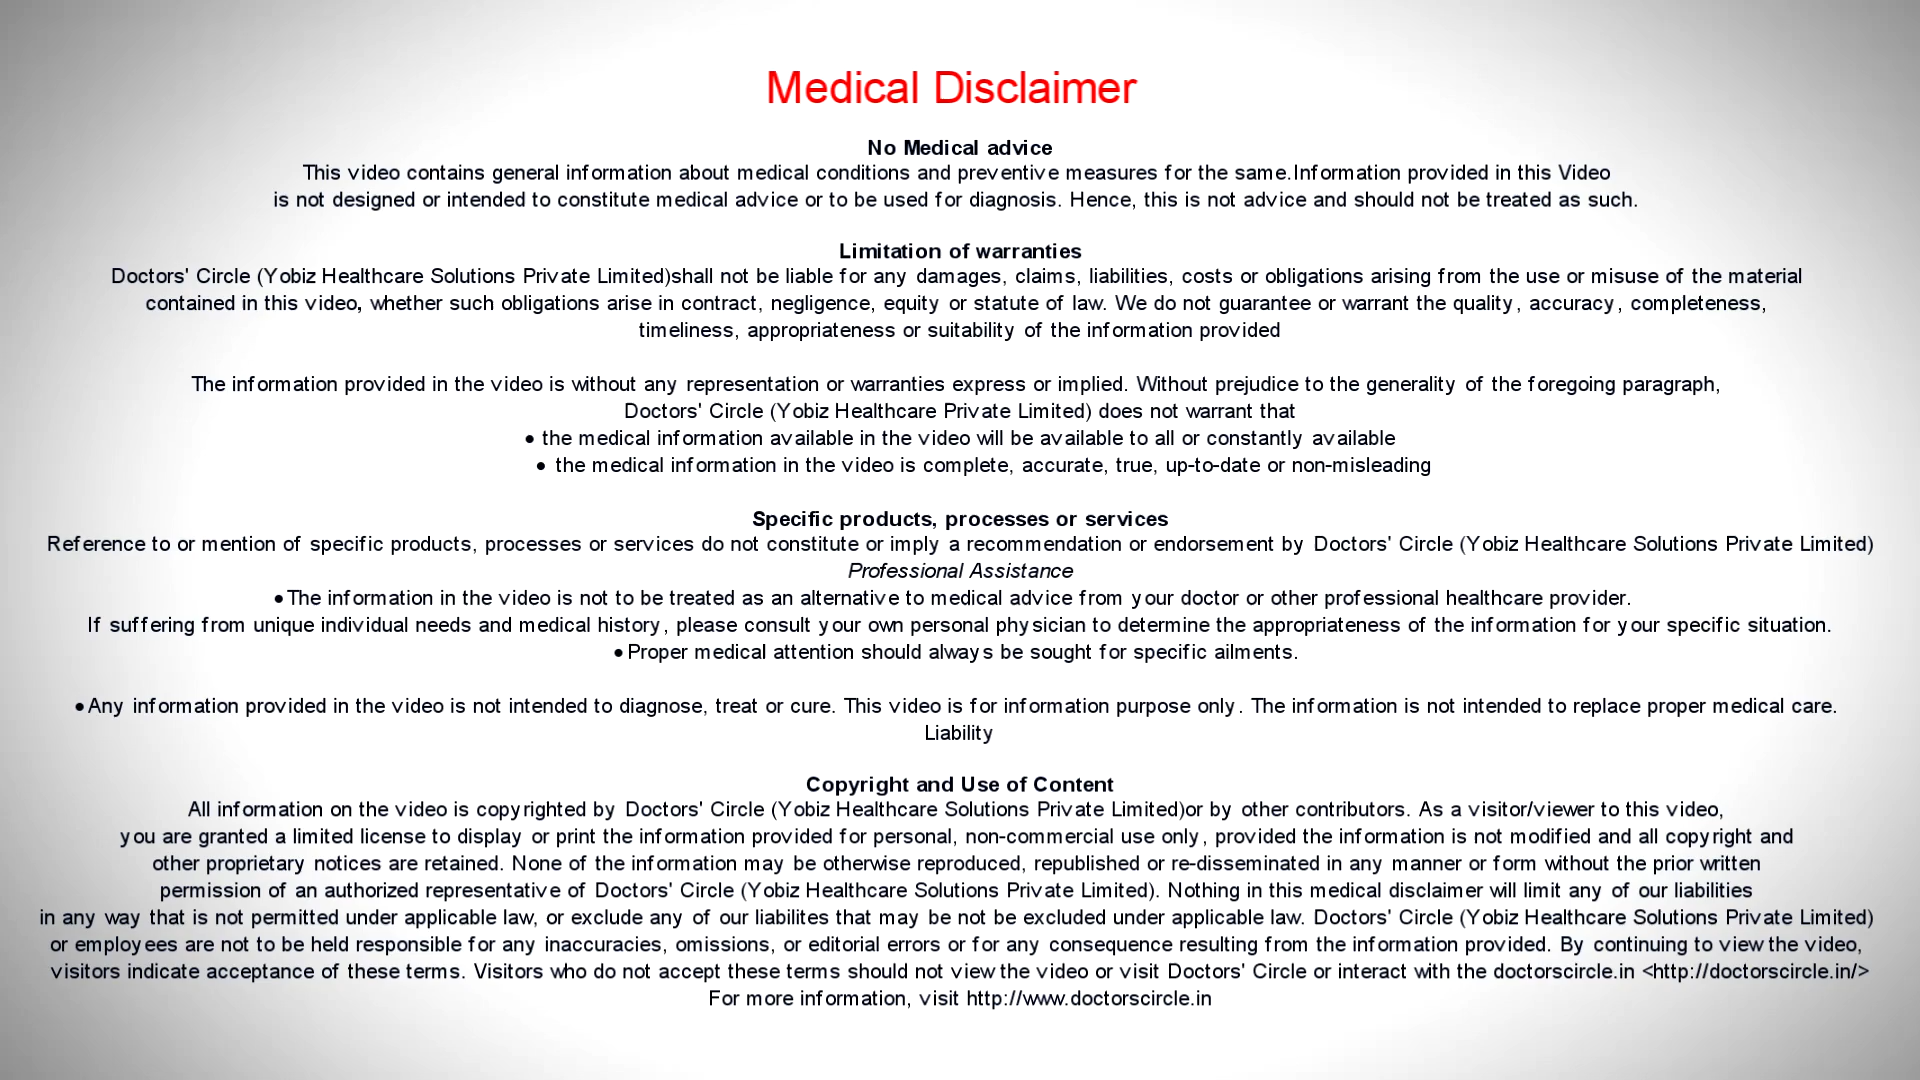 Medical Disclaimer
No Medical advice
This video contains general information about medical conditions and preventive measures for the same.Information provided in this Video
is not designed or intended to constitute medical advice or to be used for diagnosis. Hence, this is not advice and should not be treated as such.
Limitation of warranties
Doctors' Circle (Yobiz Healthcare Solutions Private Limited)shall not be liable for any damages, claims, liabilities, costs or obligations arising from the use or misuse of the material
contained in this video, whether such obligations arise in contract, negligence, equity or statute of law. We do not guarantee or warrant the quality, accuracy, completeness,
timeliness, appropriateness or suitability of the information provided
The information provided in the video is without any representation or warranties express or implied. Without prejudice to the generality of the foregoing paragraph,
Doctors' Circle (Yobiz Healthcare Private Limited) does not warrant that
• the medical information available in the video will be available to all or constantly available
• the medical information in the video is complete, accurate, true, up-to-date or non-misleading
Specific products, processes or services
Reference to or mention of specific products, processes or services do not constitute or imply a recommendation or endorsement by Doctors' Circle (Yobiz Healthcare Solutions Private Limited)
Professional Assistance
•The information in the video is not to be treated as an alternative to medical advice from your doctor or other professional healthcare provider.
If suffering from unique individual needs and medical history, please consult your own personal physician to determine the appropriateness of the information for your specific situation.
•Proper medical attention should always be sought for specific ailments.
•Any information provided in the video is not intended to diagnose, treat or cure. This video is for information purpose only. The information is not intended to replace proper medical care.
Liability
Copyright and Use of Content
All information on the video is copyrighted by Doctors' Circle (Yobiz Healthcare Solutions Private Limited)or by other contributors. As a visitor/viewer to this video,
you are granted a limited license to display or print the information provided for personal, non-commercial use only, provided the information is not modified and all copyright and
other proprietary notices are retained. None of the information may be otherwise reproduced, republished or re-disseminated in any manner or form without the prior written
permission of an authorized representative of Doctors' Circle (Yobiz Healthcare Solutions Private Limited). Nothing in this medical disclaimer will limit any of our liabilities
in any way that is not permitted under applicable law, or exclude any of our liabilites that may be not be excluded under applicable law. Doctors' Circle (Yobiz Healthcare Solutions Private Limited)
or employees are not to be held responsible for any inaccuracies, omissions, or editorial errors or for any consequence resulting from the information provided. By continuing to view the video,
visitors indicate acceptance of these terms. Visitors who do not accept these terms should not view the video or visit Doctors' Circle or interact with the doctorscircle.in <http://doctorscircle.in/>
For more information, visit http://www.doctorscircle.in